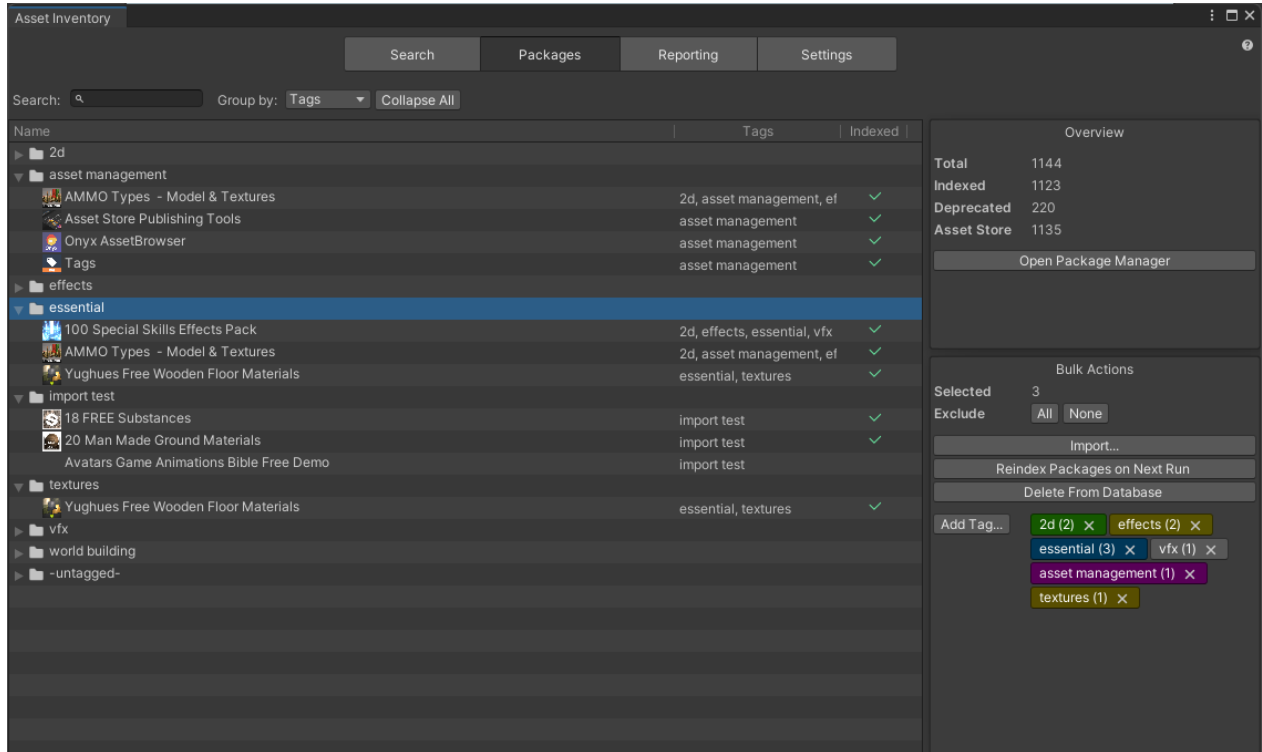 Asset Inventory
Search Packages Reporting Settings
Search: Group by: Tags Collapse All
Name Tags Indexed
2d
asset management
AMMO Types - Model & Textures 2d, asset management, ef
Asset Store Publishing Tools asset management
Onyx AssetBrowser asset management
Tags asset management
effects
essential
100 Special Skills Effects Pack 2d, effects, essential, vfx
AMMO Types - Model & Textures 2d, asset management, ef
Yughues Free Wooden Floor Materials essential, textures
import test
18 FREE Substances import test
20 Man Made Ground Materials import test
Avatars Game Animations Bible Free Demo import test
textures
Yughues Free Wooden Floor Materials essential, textures
vfx
world building
-untagged-
Overview
Total 1144
Indexed 1123
Deprecated 220
Asset Store 1135
Open Package Manager
Bulk Actions
Selected 3
Exclude All None
Import...
Reindex Packages on Next Run
Delete From Database
Add Tag... 2d (2) × effects (2) ×
essential (3) × vfx (1) ×
asset management (1) ×
textures (1) ×